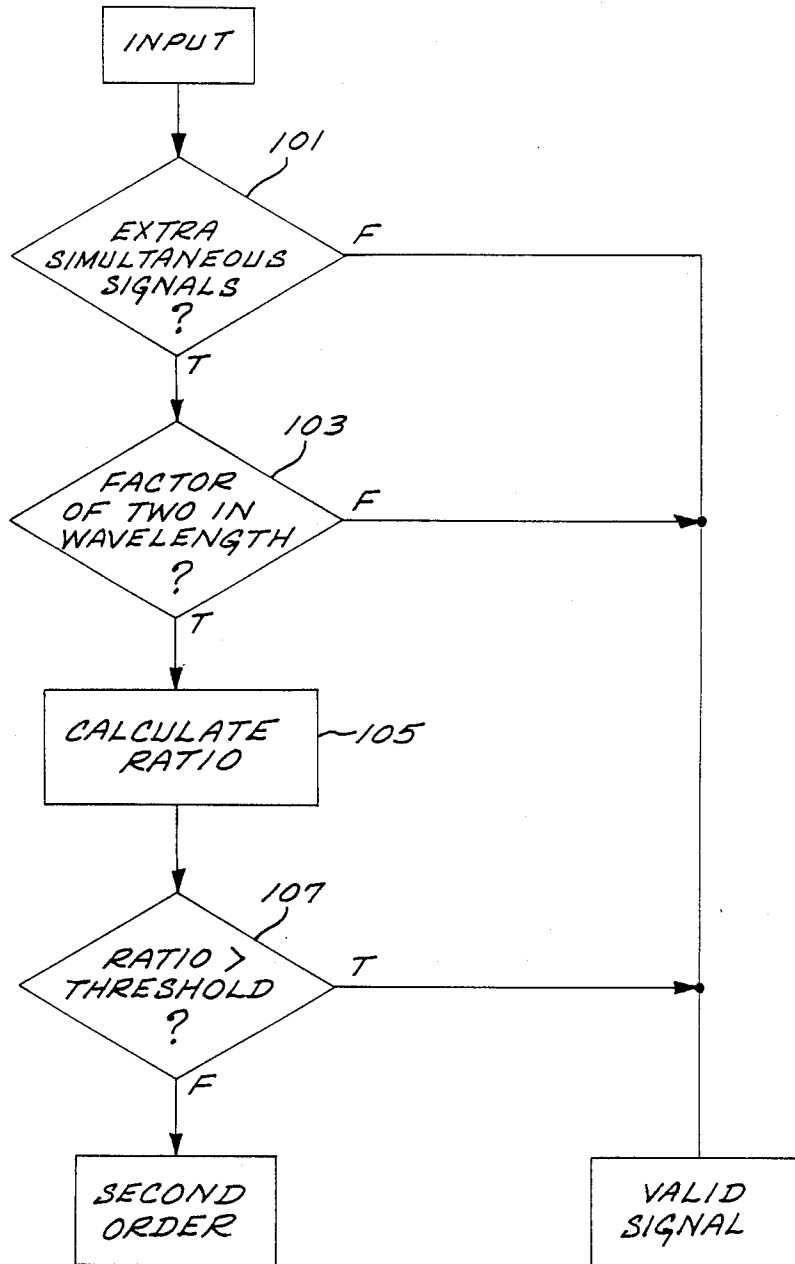 INPUT
101
EXTRA
SIMULTANEOUS
SIGNALS
?
F
T
103
FACTOR
OF TWO IN
WAVELENGTH
?
F
T
CALCULATE
RATIO
105
107
RATIO >
THRESHOLD
?
T
F
SECOND
ORDER
VALID
SIGNAL